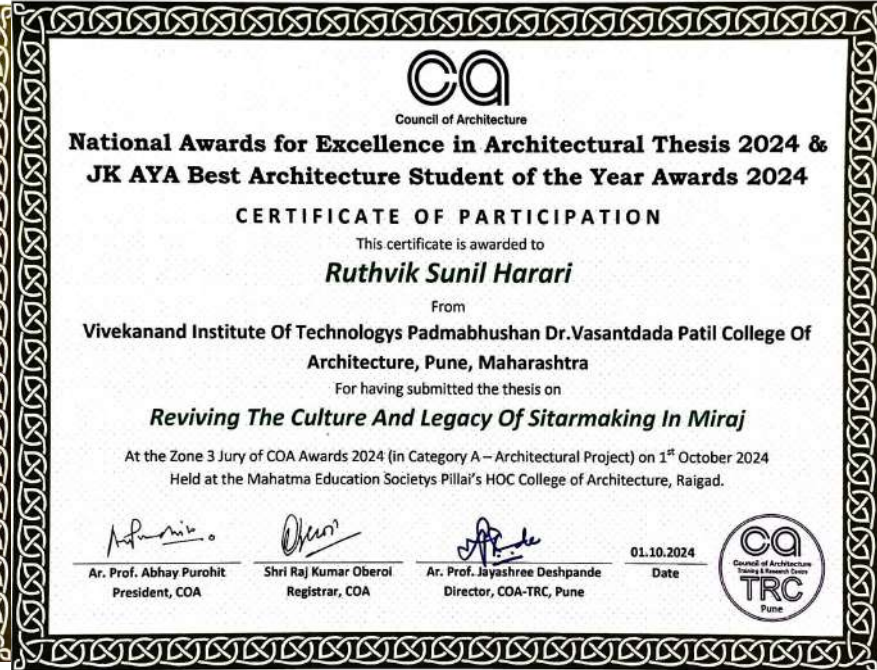 ca
Council of Architecture
National Awards for Excellence in Architectural Thesis 2024 &
JK AYA Best Architecture Student of the Year Awards 2024
CERTIFICATE OF PARTICIPATION
This certificate is awarded to
Ruthvik Sunil Harari
From
Vivekanand Institute Of Technologys Padmabhushan Dr.Vasantdada Patil College Of
Architecture, Pune, Maharashtra
For having submitted the thesis on
Reviving The Culture And Legacy Of Sitarmaking In Miraj
At the Zone 3 Jury of COA Awards 2024 (in Category A – Architectural Project) on 1st October 2024
Held at the Mahatma Education Societys Pillai's HOC College of Architecture, Raigad.
Ar. Prof. Abhay Purohit
President, COA
Shri Raj Kumar Oberoi
Registrar, COA
Ar. Prof. Jayashree Deshpande
Director, COA-TRC, Pune
01.10.2024
Date
ca
Council of Architecture
Training & Research Centre
TRC
Pune